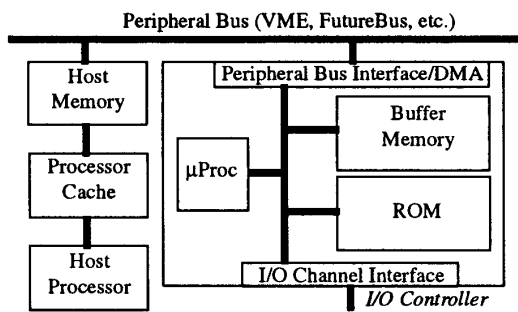 Peripheral Bus (VME, FutureBus, etc.)
Host
Memory
Processor
Cache
Host
Processor
Peripheral Bus Interface/DMA
Buffer
Memory
μProc
ROM
I/O Channel Interface
I/O Controller